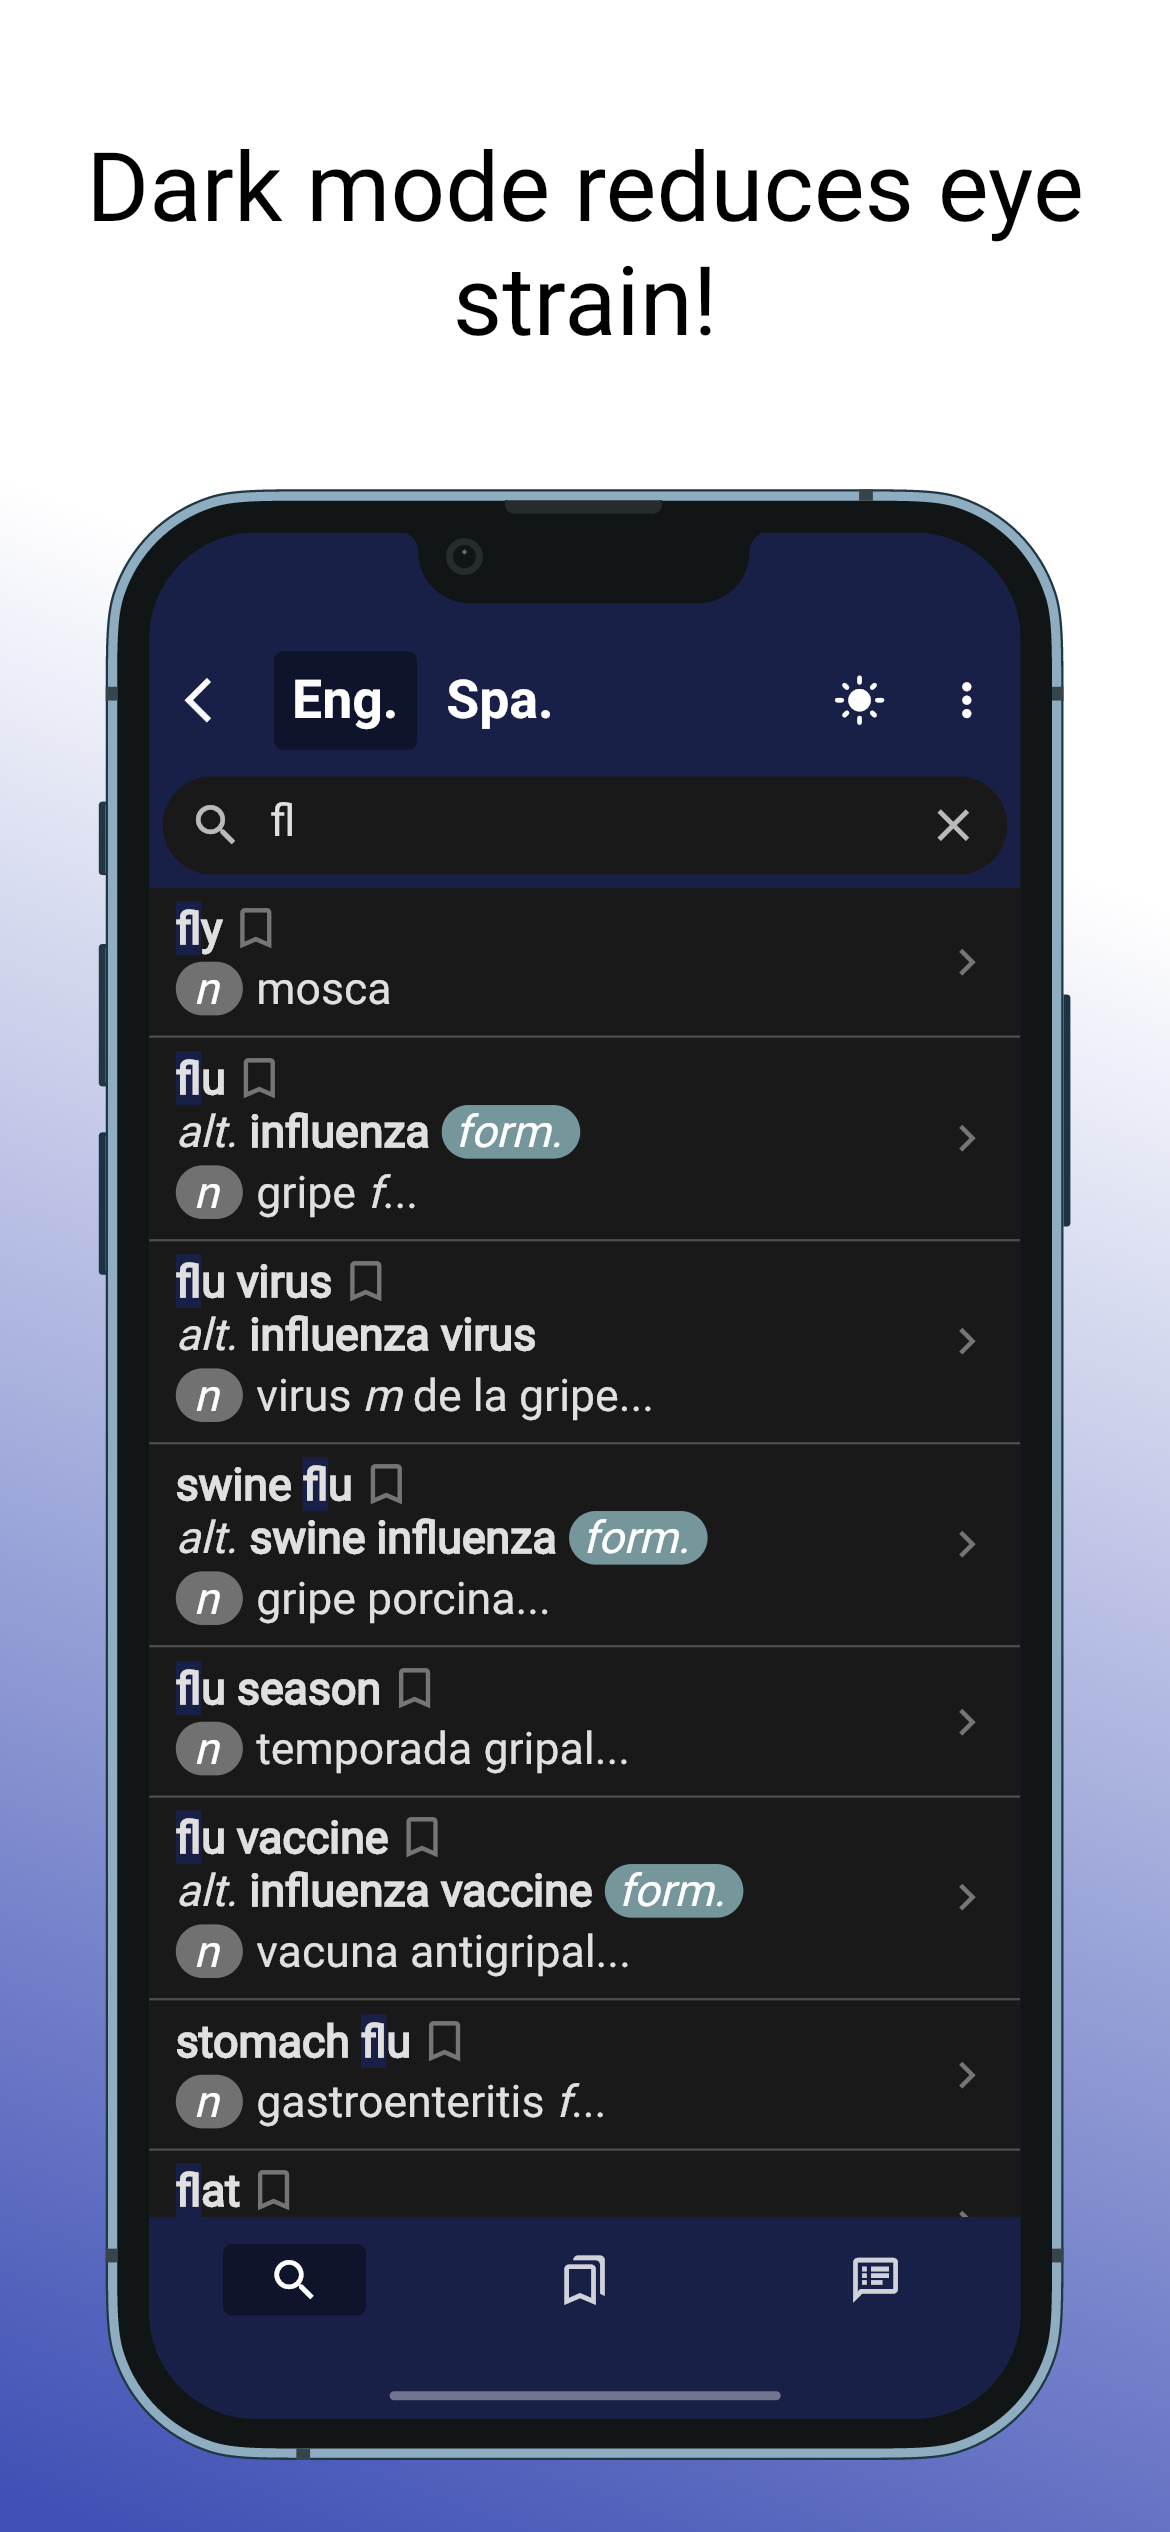 Dark mode reduces eye
strain!
Eng. Spa.
fl
fly
n mosca
flu
alt. influenza form.
n gripe f...
flu virus
alt. influenza virus
n virus m de la gripe...
swine flu
alt. swine influenza form.
n gripe porcina...
flu season
n temporada gripal...
flu vaccine
alt. influenza vaccine form.
n vacuna antigripal...
stomach flu
n gastroenteritis f...
flat